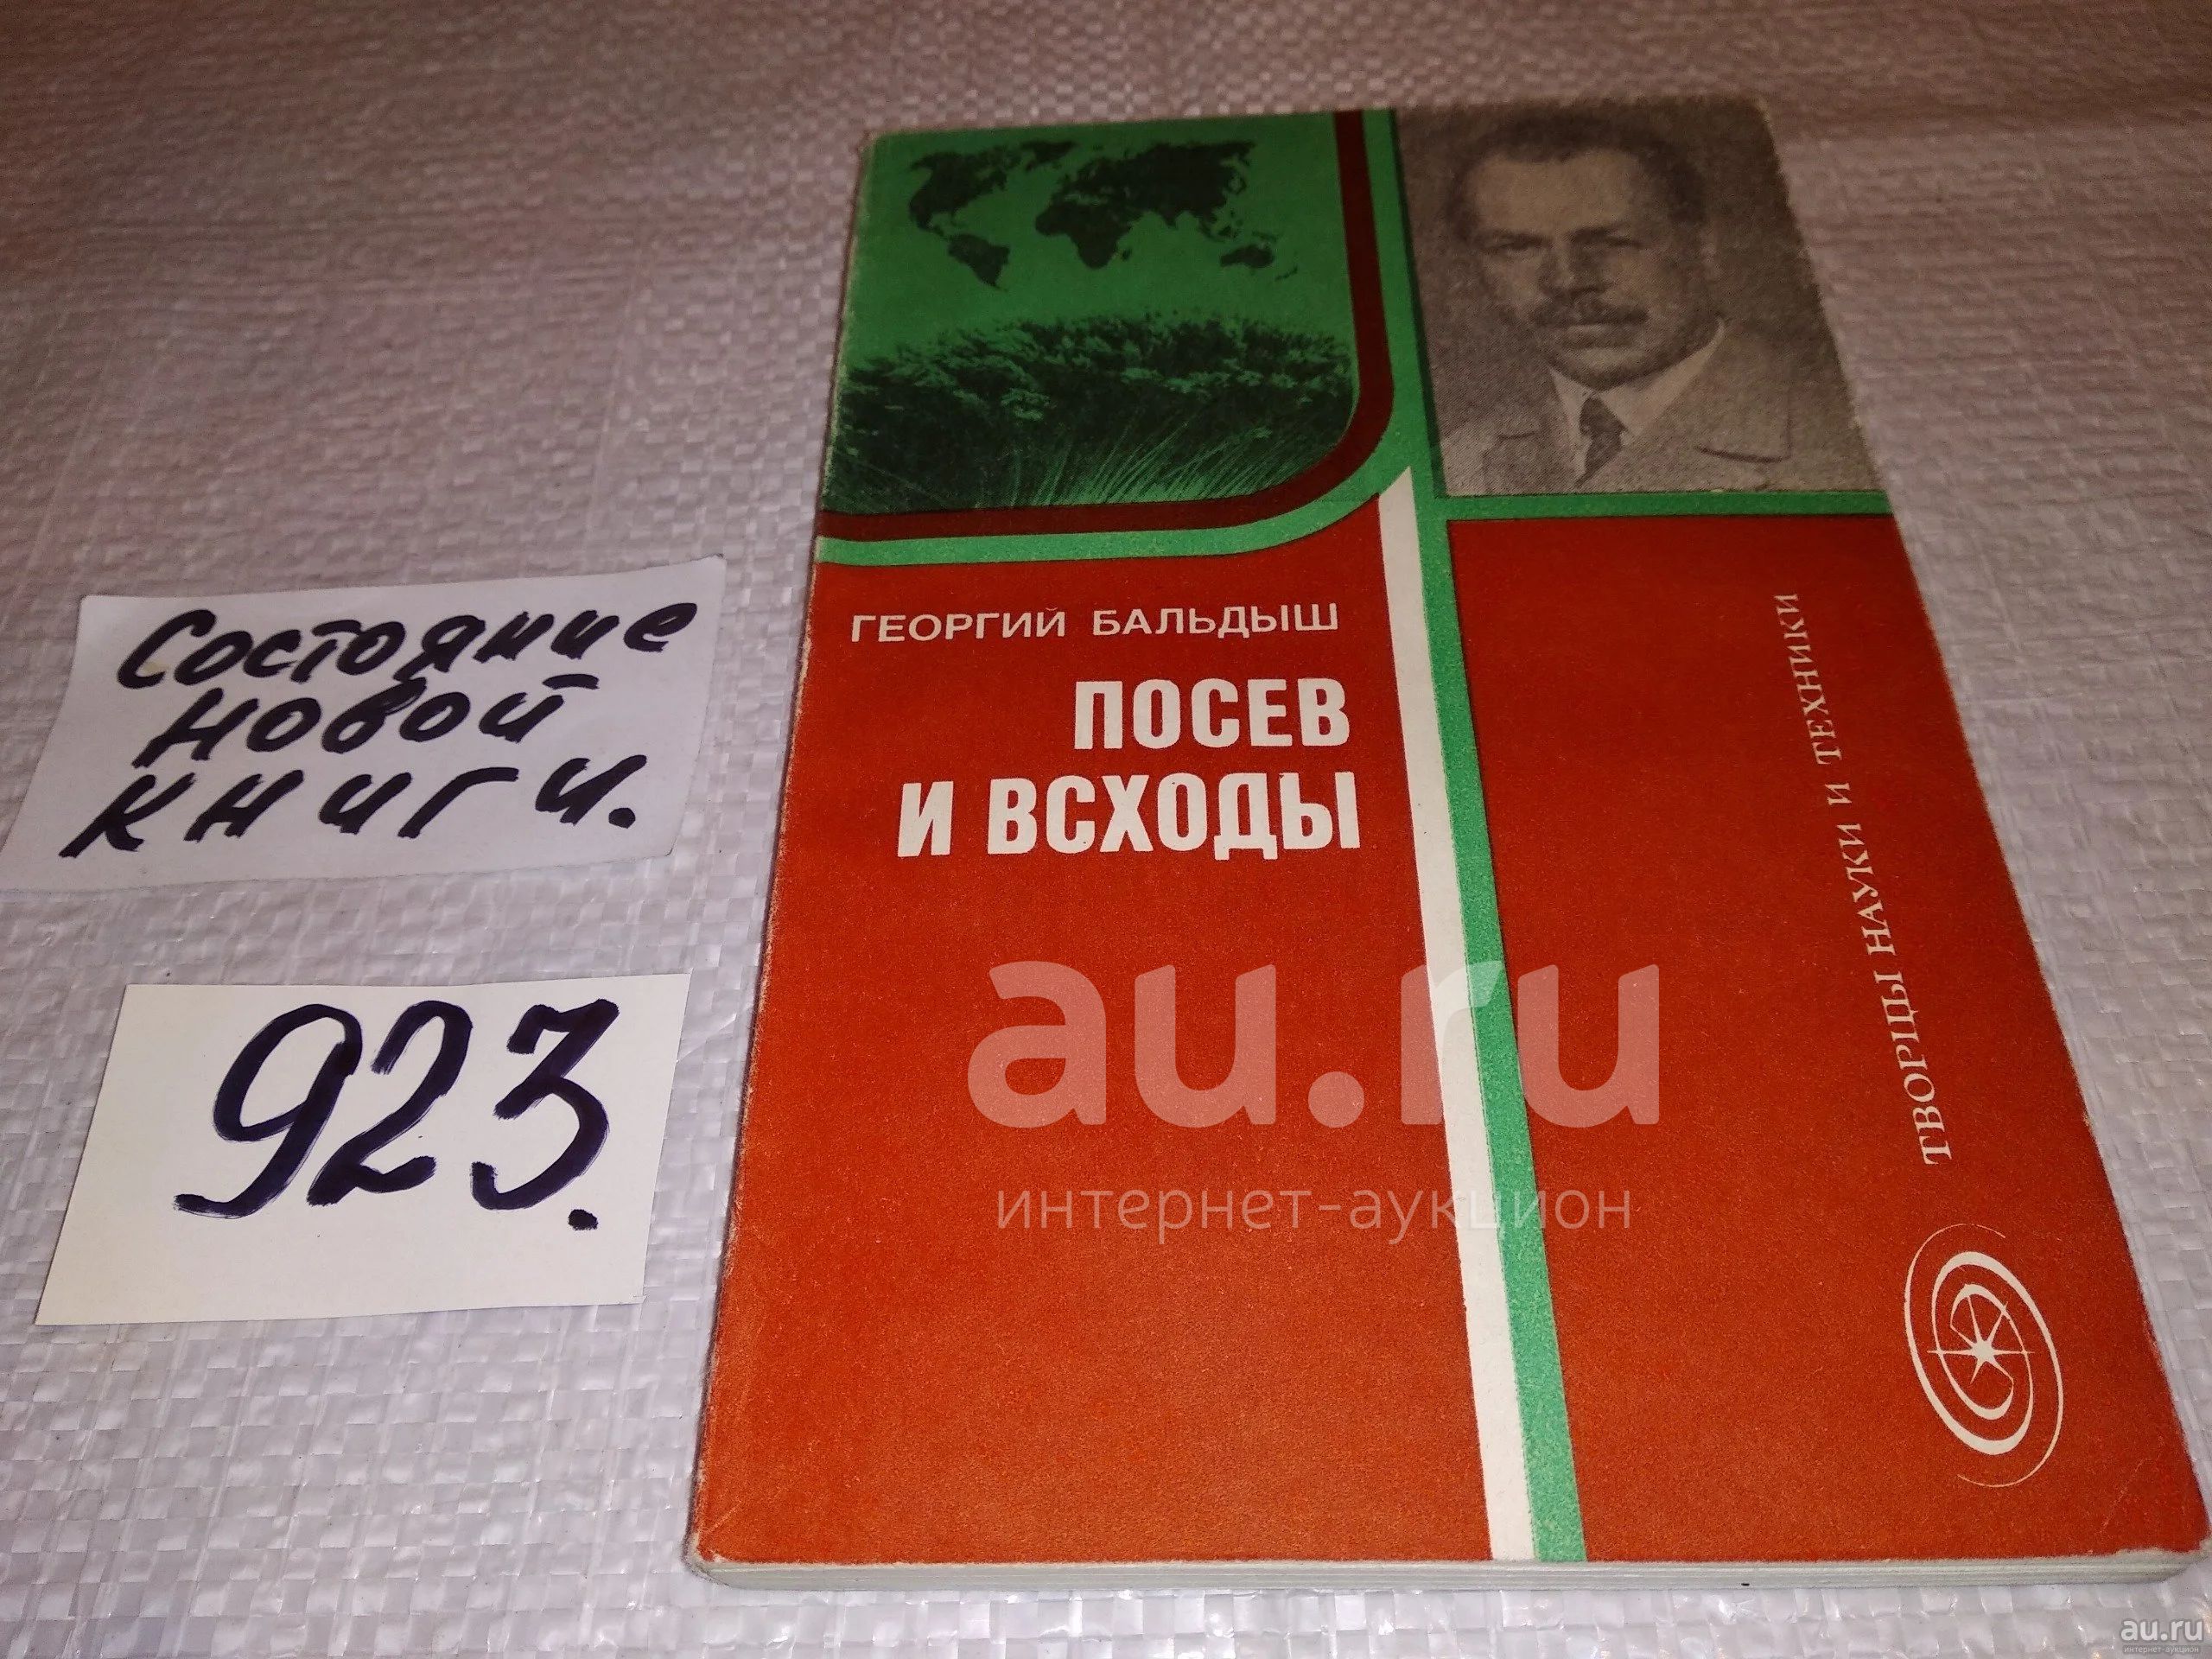 ГЕОРГИЙ БАЛЬДЫШ
ПОСЕВ
И ВСХОДЫ
ТВОРЦЫ НАУКИ И ТЕХНИКИ
Состояние
новой
книги.
923.
au.ru
интернет-аукцион
au.ru
интернет-аукцион